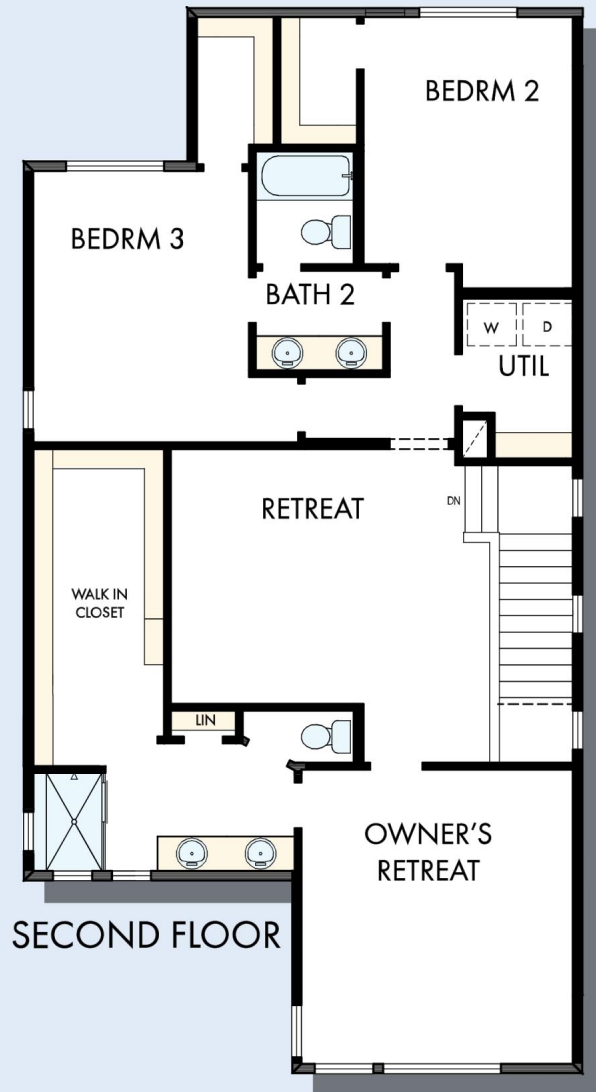 BEDRM 2
BEDRM 3
BATH 2
W
D
UTIL
RETREAT
DN
WALK IN
CLOSET
LIN
OWNER'S
RETREAT
SECOND FLOOR